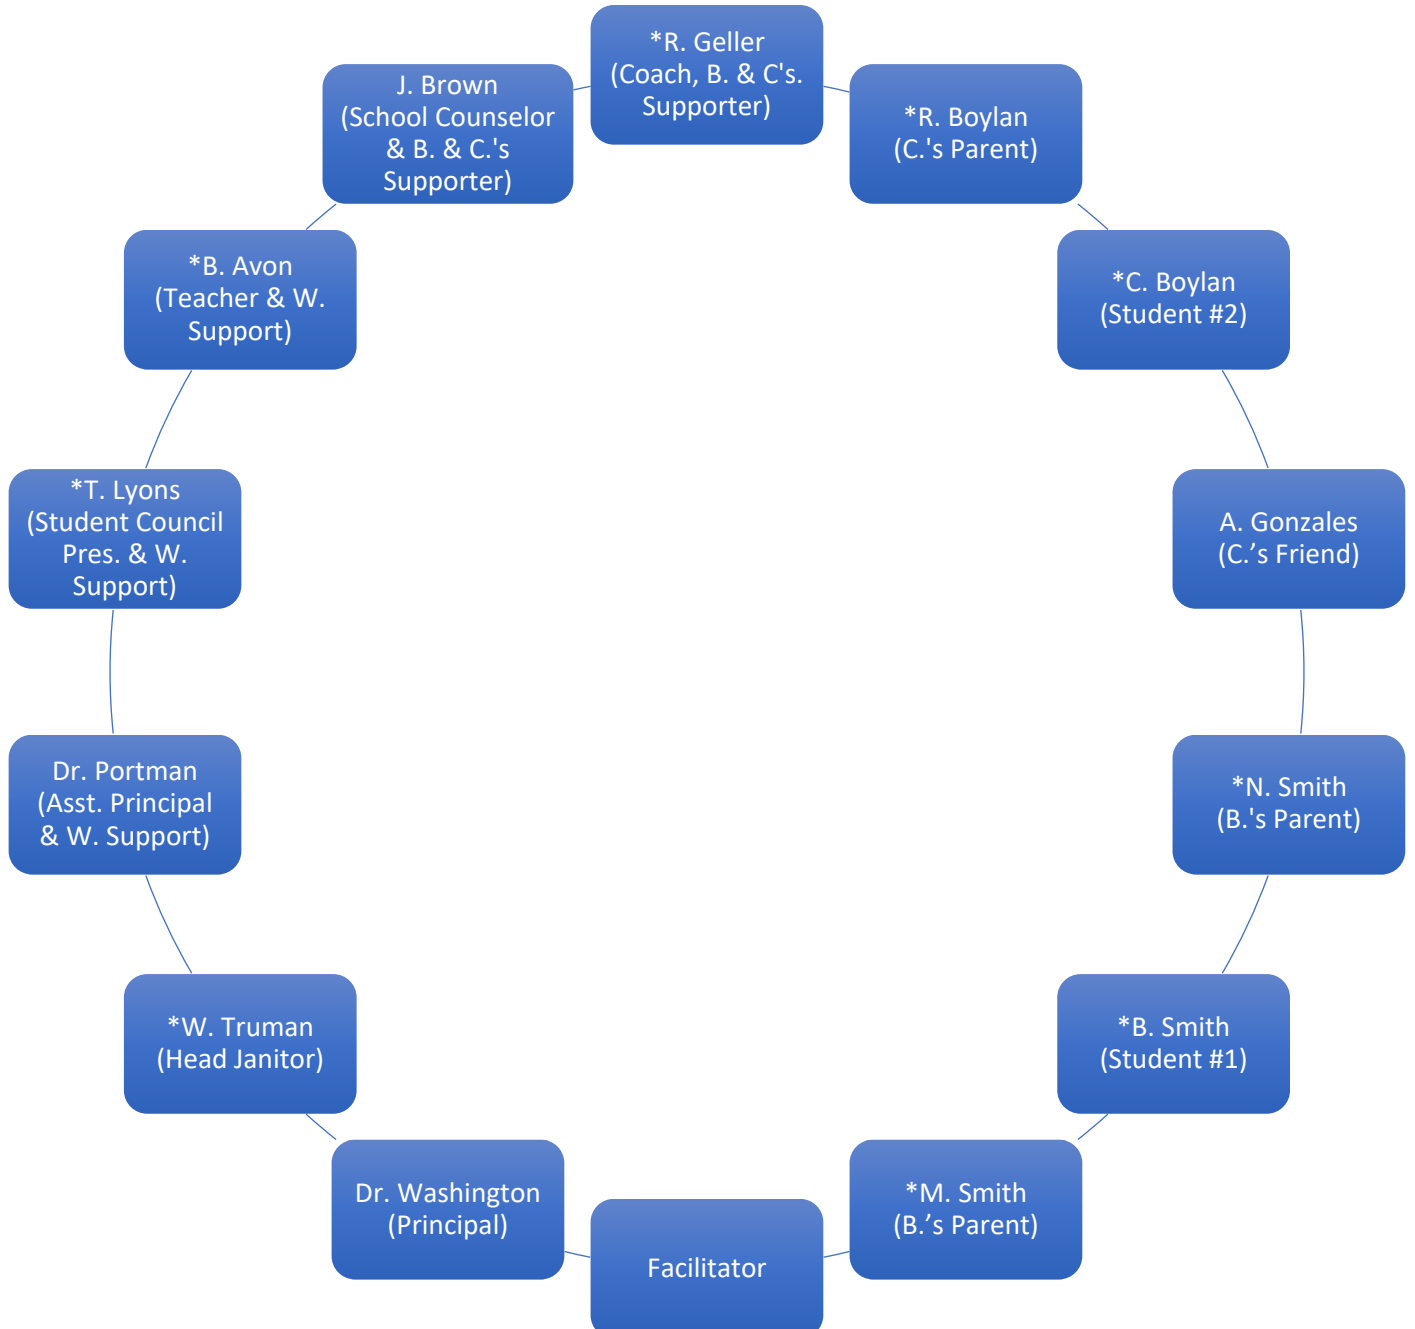 *R. Geller
(Coach, B. & C's.
Supporter)
*R. Boylan
(C.'s Parent)
*C. Boylan
(Student #2)
A. Gonzales
(C.’s Friend)
*N. Smith
(B.'s Parent)
*B. Smith
(Student #1)
*M. Smith
(B.’s Parent)
Facilitator
Dr. Washington
(Principal)
*W. Truman
(Head Janitor)
Dr. Portman
(Asst. Principal
& W. Support)
*T. Lyons
(Student Council
Pres. & W.
Support)
*B. Avon
(Teacher & W.
Support)
J. Brown
(School Counselor
& B. & C.'s
Supporter)